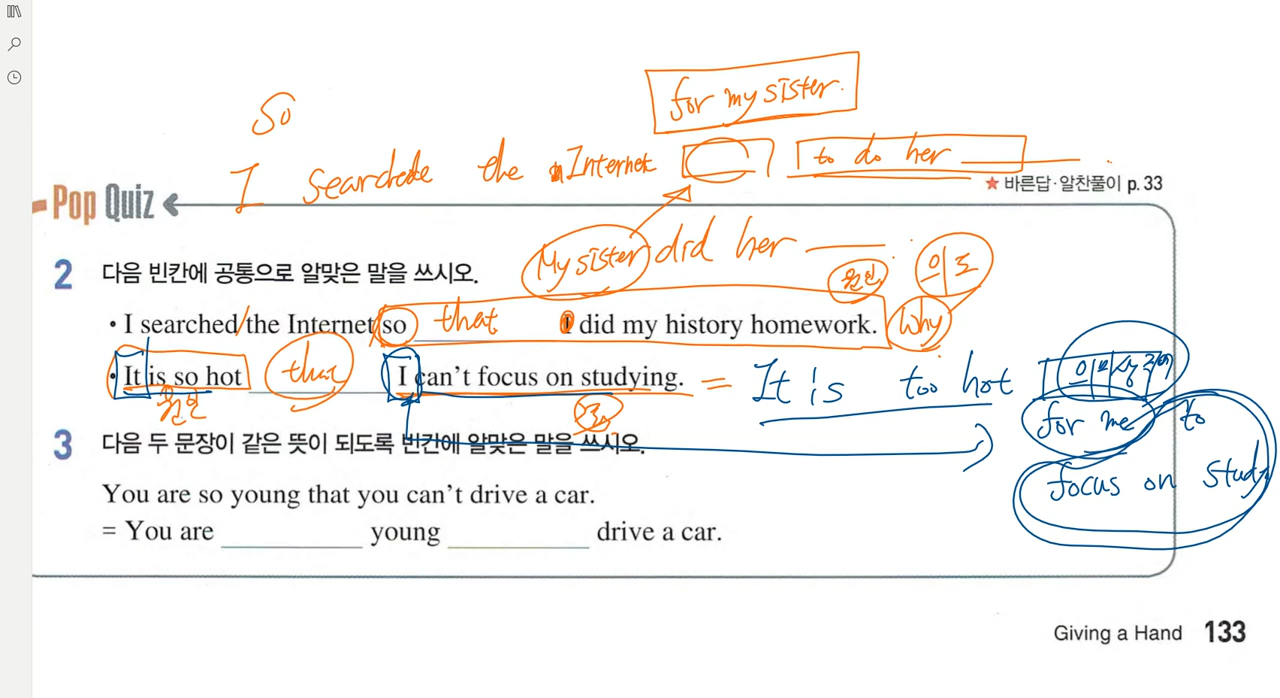 for my sister.
So
I searchede the Internet to do her .
Pop Quiz
★ 바른답·알찬풀이 p. 33
My sister did her .
2 다음 빈칸에 공통으로 알맞은 말을 쓰시오.
원인 의도
• I searched/the Internet/so that I did my history homework. Why
• It is so hot that I can't focus on studying. = It is too hot
원인
for me to
3 다음 두 문장이 같은 뜻이 되도록 빈칸에 알맞은 말을 쓰시오.
focus on study
You are so young that you can't drive a car.
= You are ________ young ________ drive a car.
Giving a Hand 133